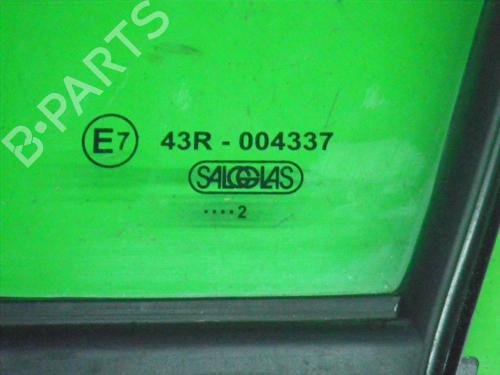 B-PARTS
E7 43R - 004337
SALGGLAS
····2